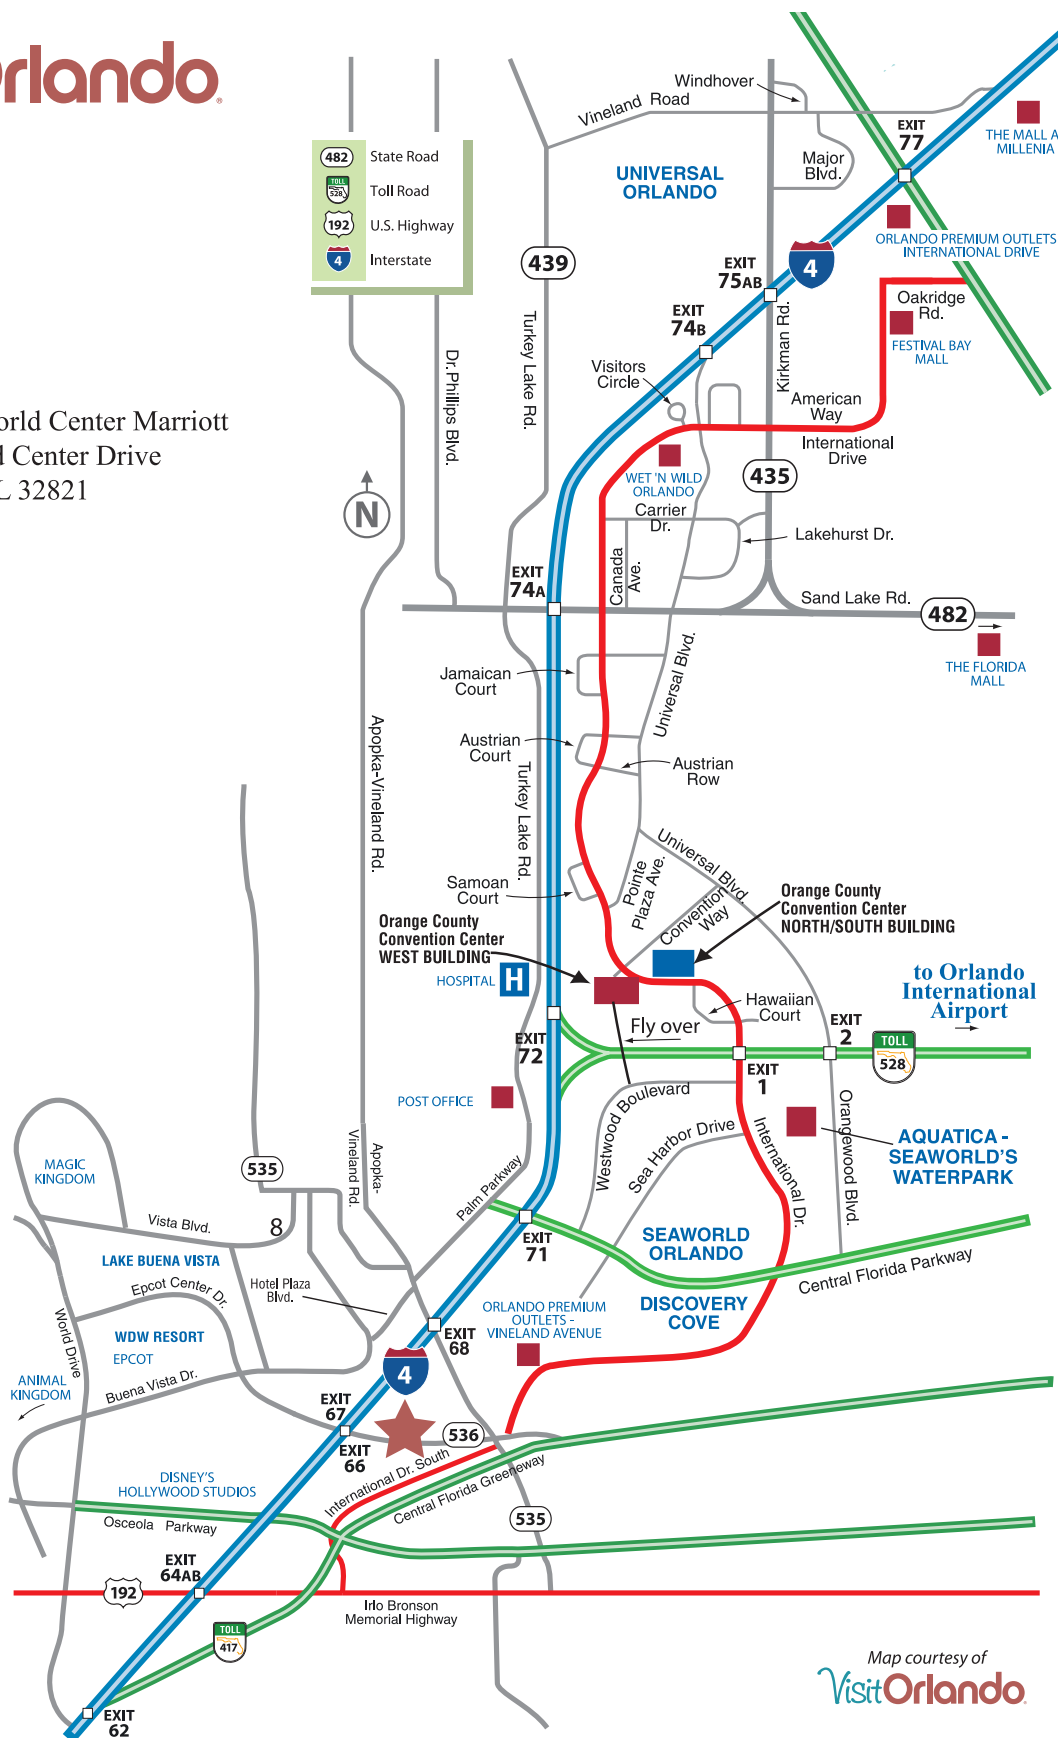 Orlando
Windhover
Vineland Road
EXIT
77
THE MALL A
MILLENIA
Major
Blvd.
UNIVERSAL
ORLANDO
482 State Road
TOLL
528 Toll Road
192 U.S. Highway
4 Interstate
ORLANDO PREMIUM OUTLETS
INTERNATIONAL DRIVE
439
EXIT
75AB
4
Oakridge
Rd.
EXIT
74B
Kirkman Rd.
FESTIVAL BAY
MALL
Turkey Lake Rd.
Dr. Phillips Blvd.
Visitors
Circle
American
Way
International
Drive
orld Center Marriott
d Center Drive
L 32821
WET 'N WILD
ORLANDO
435
N
Carrier
Dr.
Lakehurst Dr.
EXIT
74A
Canada
Ave.
Sand Lake Rd.
482
THE FLORIDA
MALL
Jamaican
Court
Universal Blvd.
Austrian
Court
Austrian
Row
Apopka-Vineland Rd.
Turkey Lake Rd.
Universal Blvd.
Pointe
Plaza Ave.
Samoan
Court
Convention
Way
Orange County
Convention Center
NORTH/SOUTH BUILDING
Orange County
Convention Center
WEST BUILDING
HOSPITAL H
to Orlando
International
Airport
Hawaiian
Court
Fly over
EXIT
2
TOLL
528
EXIT
72
EXIT
1
POST OFFICE
Westwood Boulevard
Sea Harbor Drive
International Dr.
Orangewood Blvd.
AQUATICA -
SEAWORLD'S
WATERPARK
535
Apopka-
Vineland Rd.
MAGIC
KINGDOM
Palm Parkway
Vista Blvd.
8
EXIT
71
SEAWORLD
ORLANDO
LAKE BUENA VISTA
Epcot Center Dr.
Hotel Plaza
Blvd.
Central Florida Parkway
DISCOVERY
COVE
ORLANDO PREMIUM
OUTLETS -
VINELAND AVENUE
World Drive
WDW RESORT
EPCOT
EXIT
68
4
ANIMAL
KINGDOM
Buena Vista Dr.
EXIT
67
EXIT
66
536
International Dr. South
Central Florida Greeneway
DISNEY'S
HOLLYWOOD STUDIOS
Osceola Parkway
535
EXIT
64AB
192
Irlo Bronson
Memorial Highway
TOLL
417
EXIT
62
Map courtesy of
Visit Orlando